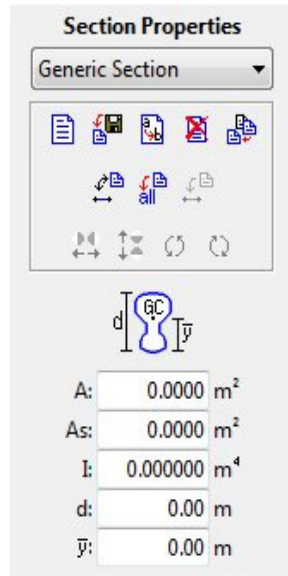 Section Properties
Generic Section
a b
all
d GC y̅
A: 0.0000 m²
As: 0.0000 m²
I: 0.000000 m⁴
d: 0.00 m
y̅: 0.00 m